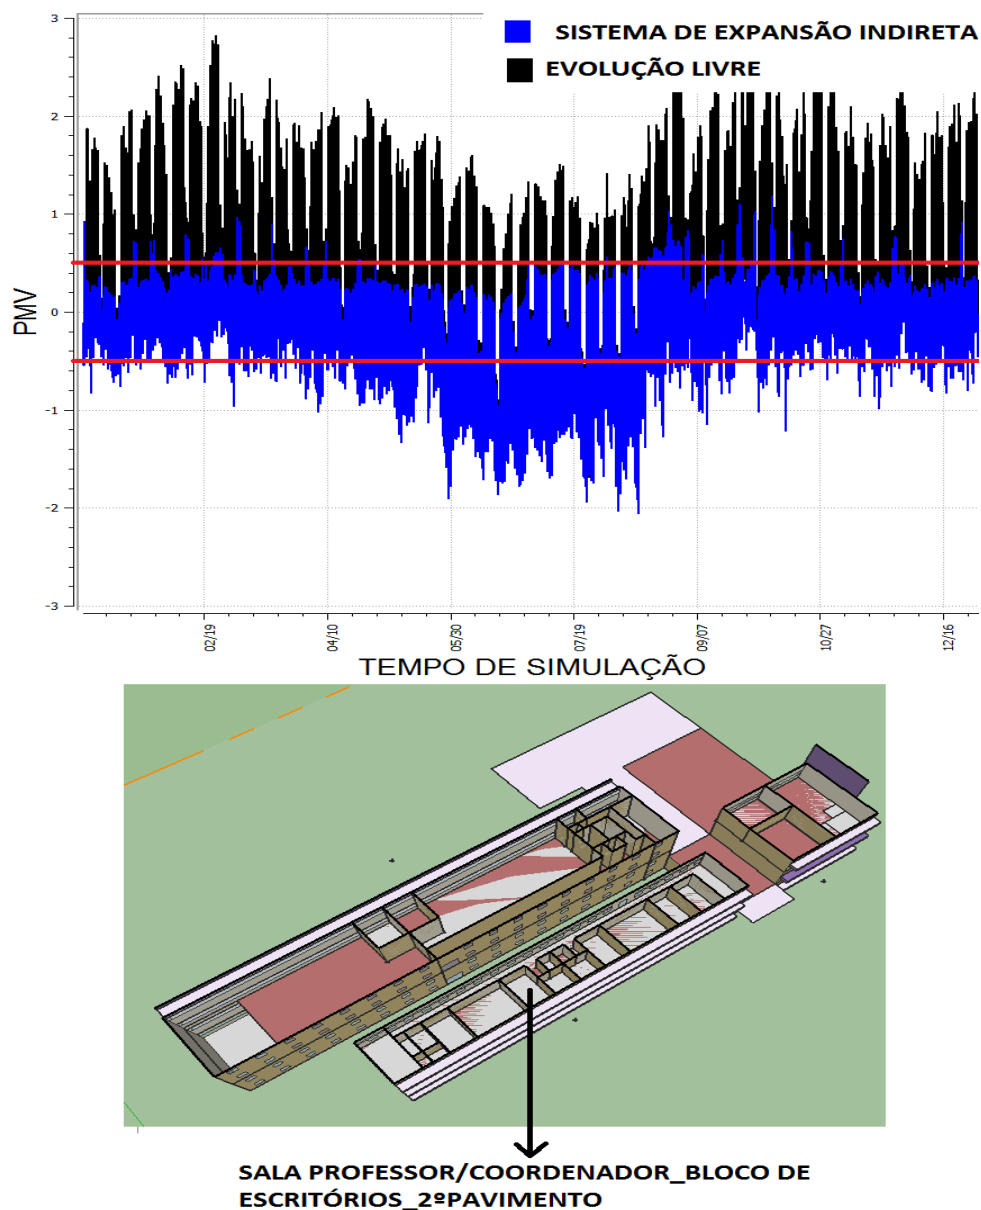 SISTEMA DE EXPANSÃO INDIRETA
EVOLUÇÃO LIVRE
3
2
1
0
-1
-2
-3
PMV
02/19
04/10
05/30
07/19
09/07
10/27
12/16
TEMPO DE SIMULAÇÃO
SALA PROFESSOR/COORDENADOR_BLOCO DE
ESCRITÓRIOS_2ºPAVIMENTO